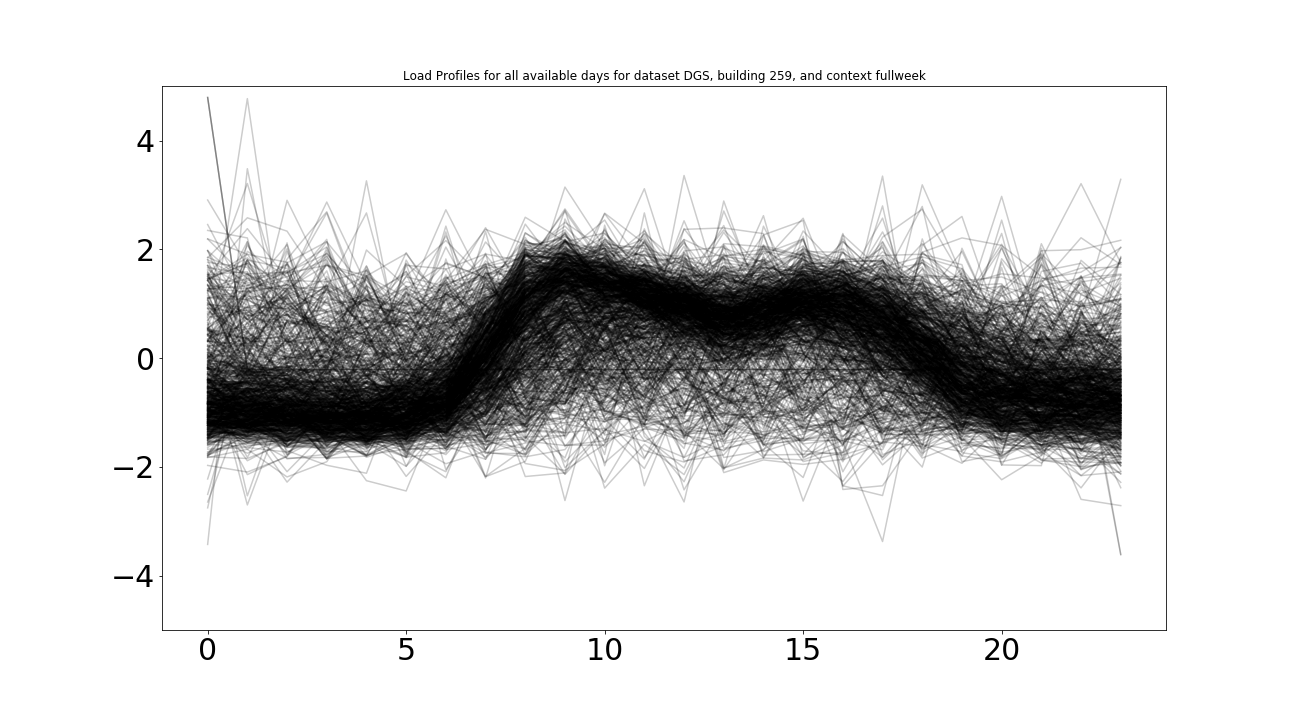 Load Profiles for all available days for dataset DGS, building 259, and context fullweek
4
2
0
−2
−4
0 5 10 15 20